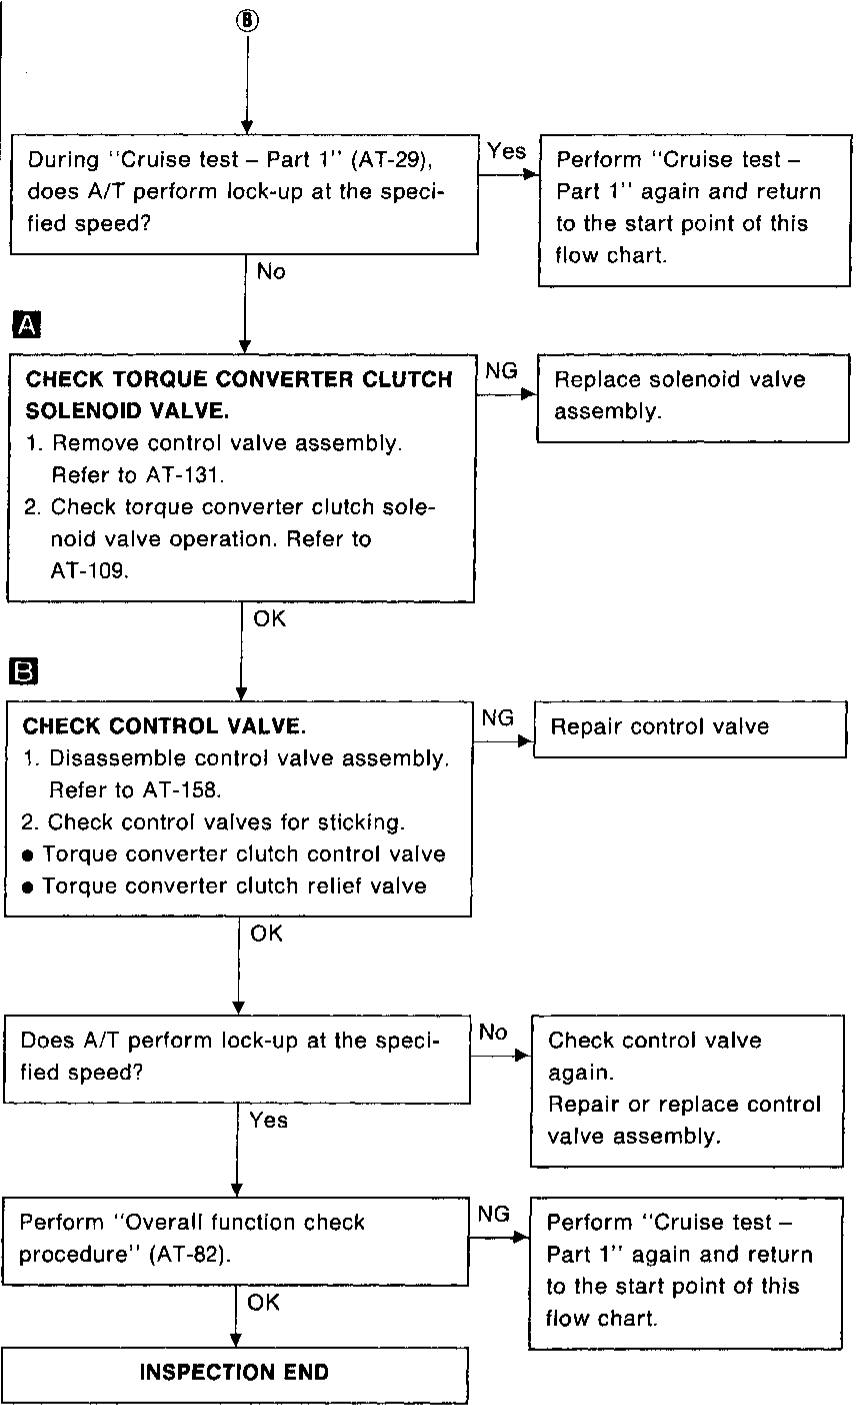 B
During "Cruise test – Part 1" (AT-29),
does A/T perform lock-up at the speci-
fied speed?
Yes
Perform "Cruise test –
Part 1" again and return
to the start point of this
flow chart.
No
A
CHECK TORQUE CONVERTER CLUTCH
SOLENOID VALVE.
1. Remove control valve assembly.
Refer to AT-131.
2. Check torque converter clutch sole-
noid valve operation. Refer to
AT-109.
NG
Replace solenoid valve
assembly.
OK
B
CHECK CONTROL VALVE.
1. Disassemble control valve assembly.
Refer to AT-158.
2. Check control valves for sticking.
● Torque converter clutch control valve
● Torque converter clutch relief valve
NG
Repair control valve
OK
Does A/T perform lock-up at the speci-
fied speed?
No
Check control valve
again.
Repair or replace control
valve assembly.
Yes
Perform "Overall function check
procedure" (AT-82).
NG
Perform "Cruise test –
Part 1" again and return
to the start point of this
flow chart.
OK
INSPECTION END